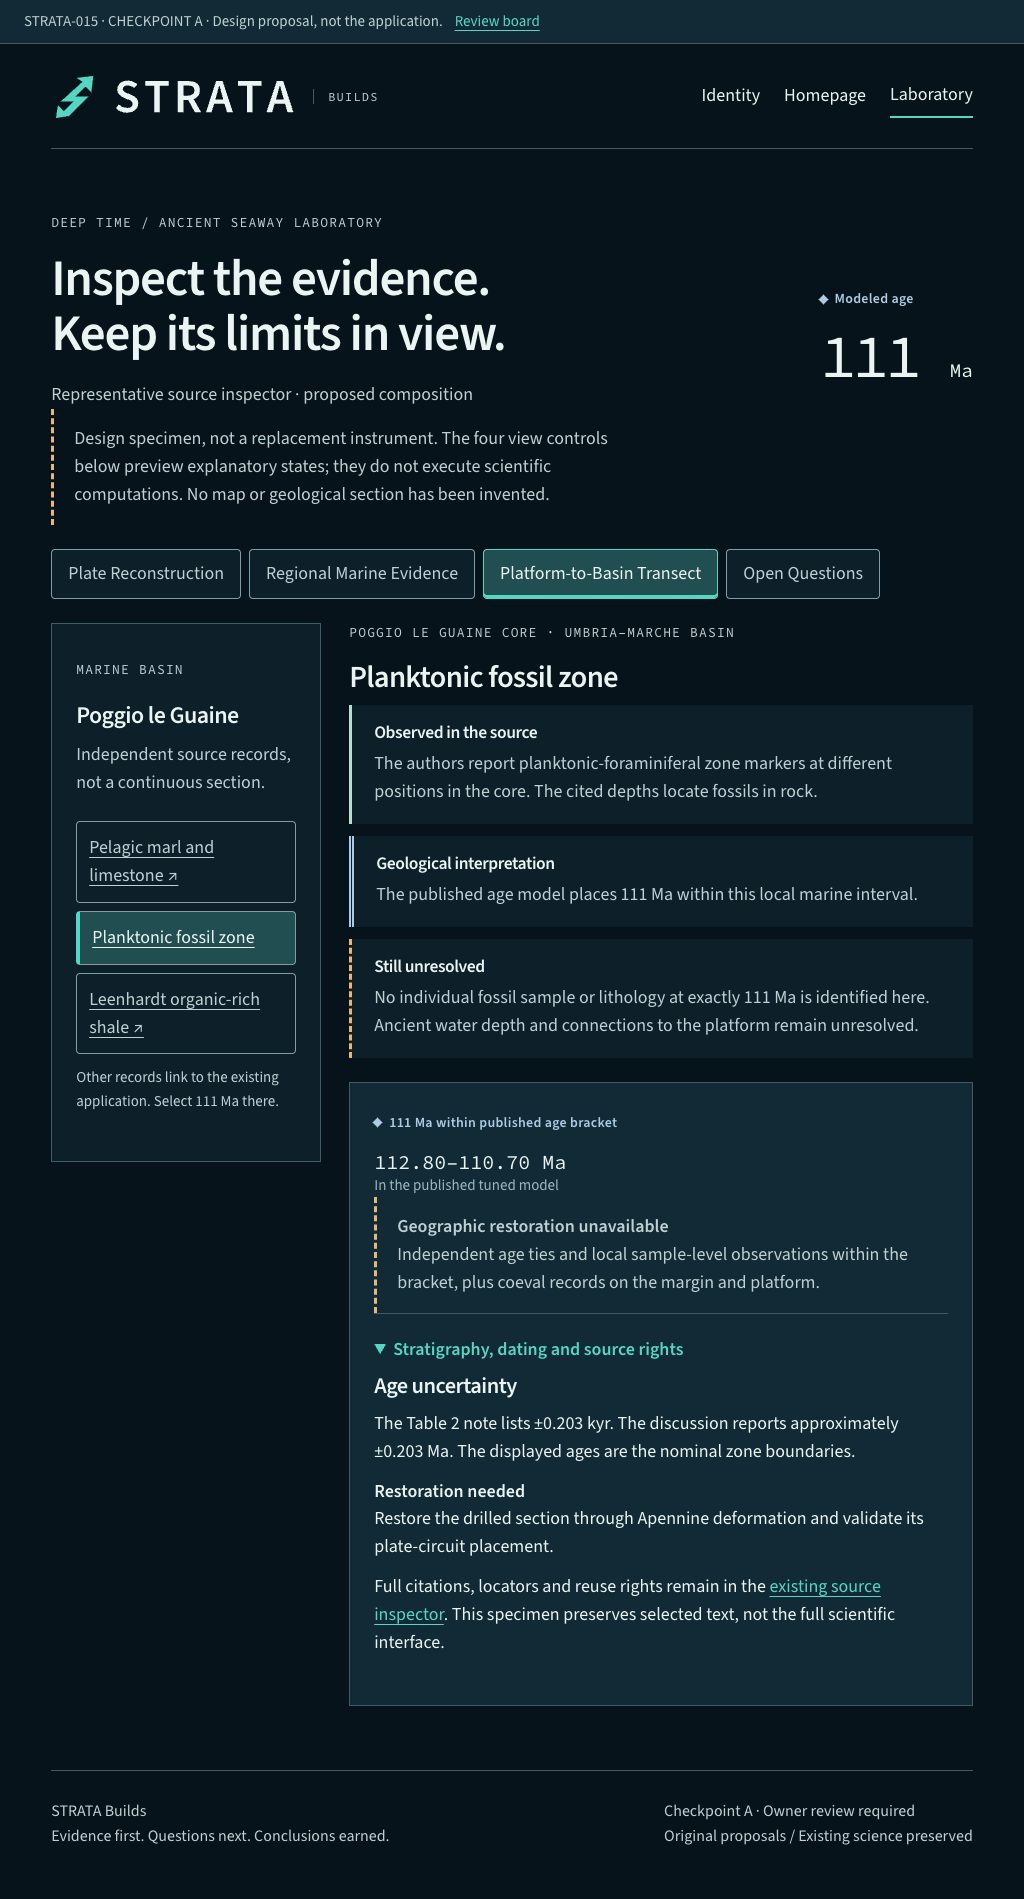 STRATA-015 · CHECKPOINT A · Design proposal, not the application. Review board
STRATA BUILDS
Identity Homepage Laboratory
DEEP TIME / ANCIENT SEAWAY LABORATORY
Inspect the evidence.
Keep its limits in view.
Representative source inspector · proposed composition
◆ Modeled age
111 Ma
Design specimen, not a replacement instrument. The four view controls
below preview explanatory states; they do not execute scientific
computations. No map or geological section has been invented.
Plate Reconstruction Regional Marine Evidence Platform-to-Basin Transect Open Questions
MARINE BASIN
Poggio le Guaine
Independent source records,
not a continuous section.
Pelagic marl and
limestone ↗
Planktonic fossil zone
Leenhardt organic-rich
shale ↗
Other records link to the existing
application. Select 111 Ma there.
POGGIO LE GUAINE CORE · UMBRIA–MARCHE BASIN
Planktonic fossil zone
Observed in the source
The authors report planktonic-foraminiferal zone markers at different
positions in the core. The cited depths locate fossils in rock.
Geological interpretation
The published age model places 111 Ma within this local marine interval.
Still unresolved
No individual fossil sample or lithology at exactly 111 Ma is identified here.
Ancient water depth and connections to the platform remain unresolved.
◆ 111 Ma within published age bracket
112.80–110.70 Ma
In the published tuned model
Geographic restoration unavailable
Independent age ties and local sample-level observations within the
bracket, plus coeval records on the margin and platform.
▼ Stratigraphy, dating and source rights
Age uncertainty
The Table 2 note lists ±0.203 kyr. The discussion reports approximately
±0.203 Ma. The displayed ages are the nominal zone boundaries.
Restoration needed
Restore the drilled section through Apennine deformation and validate its
plate-circuit placement.
Full citations, locators and reuse rights remain in the existing source
inspector. This specimen preserves selected text, not the full scientific
interface.
STRATA Builds
Evidence first. Questions next. Conclusions earned.
Checkpoint A · Owner review required
Original proposals / Existing science preserved